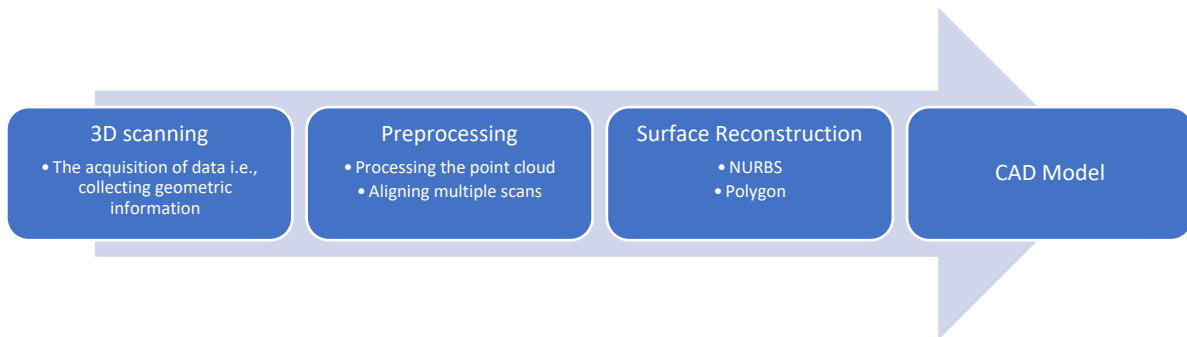 3D scanning
• The acquisition of data i.e.,
collecting geometric
information
Preprocessing
• Processing the point cloud
• Aligning multiple scans
Surface Reconstruction
• NURBS
• Polygon
CAD Model